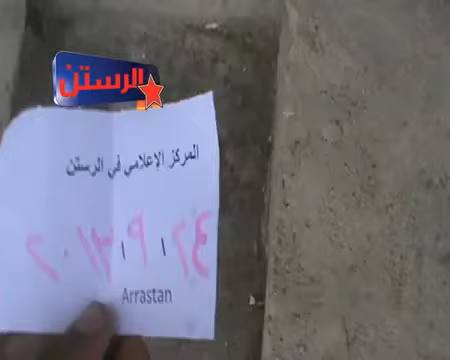 الرستن
المركز الإعلامي في الرستن
٢٤ / ٩ / ٢٠١٣
Arrastan